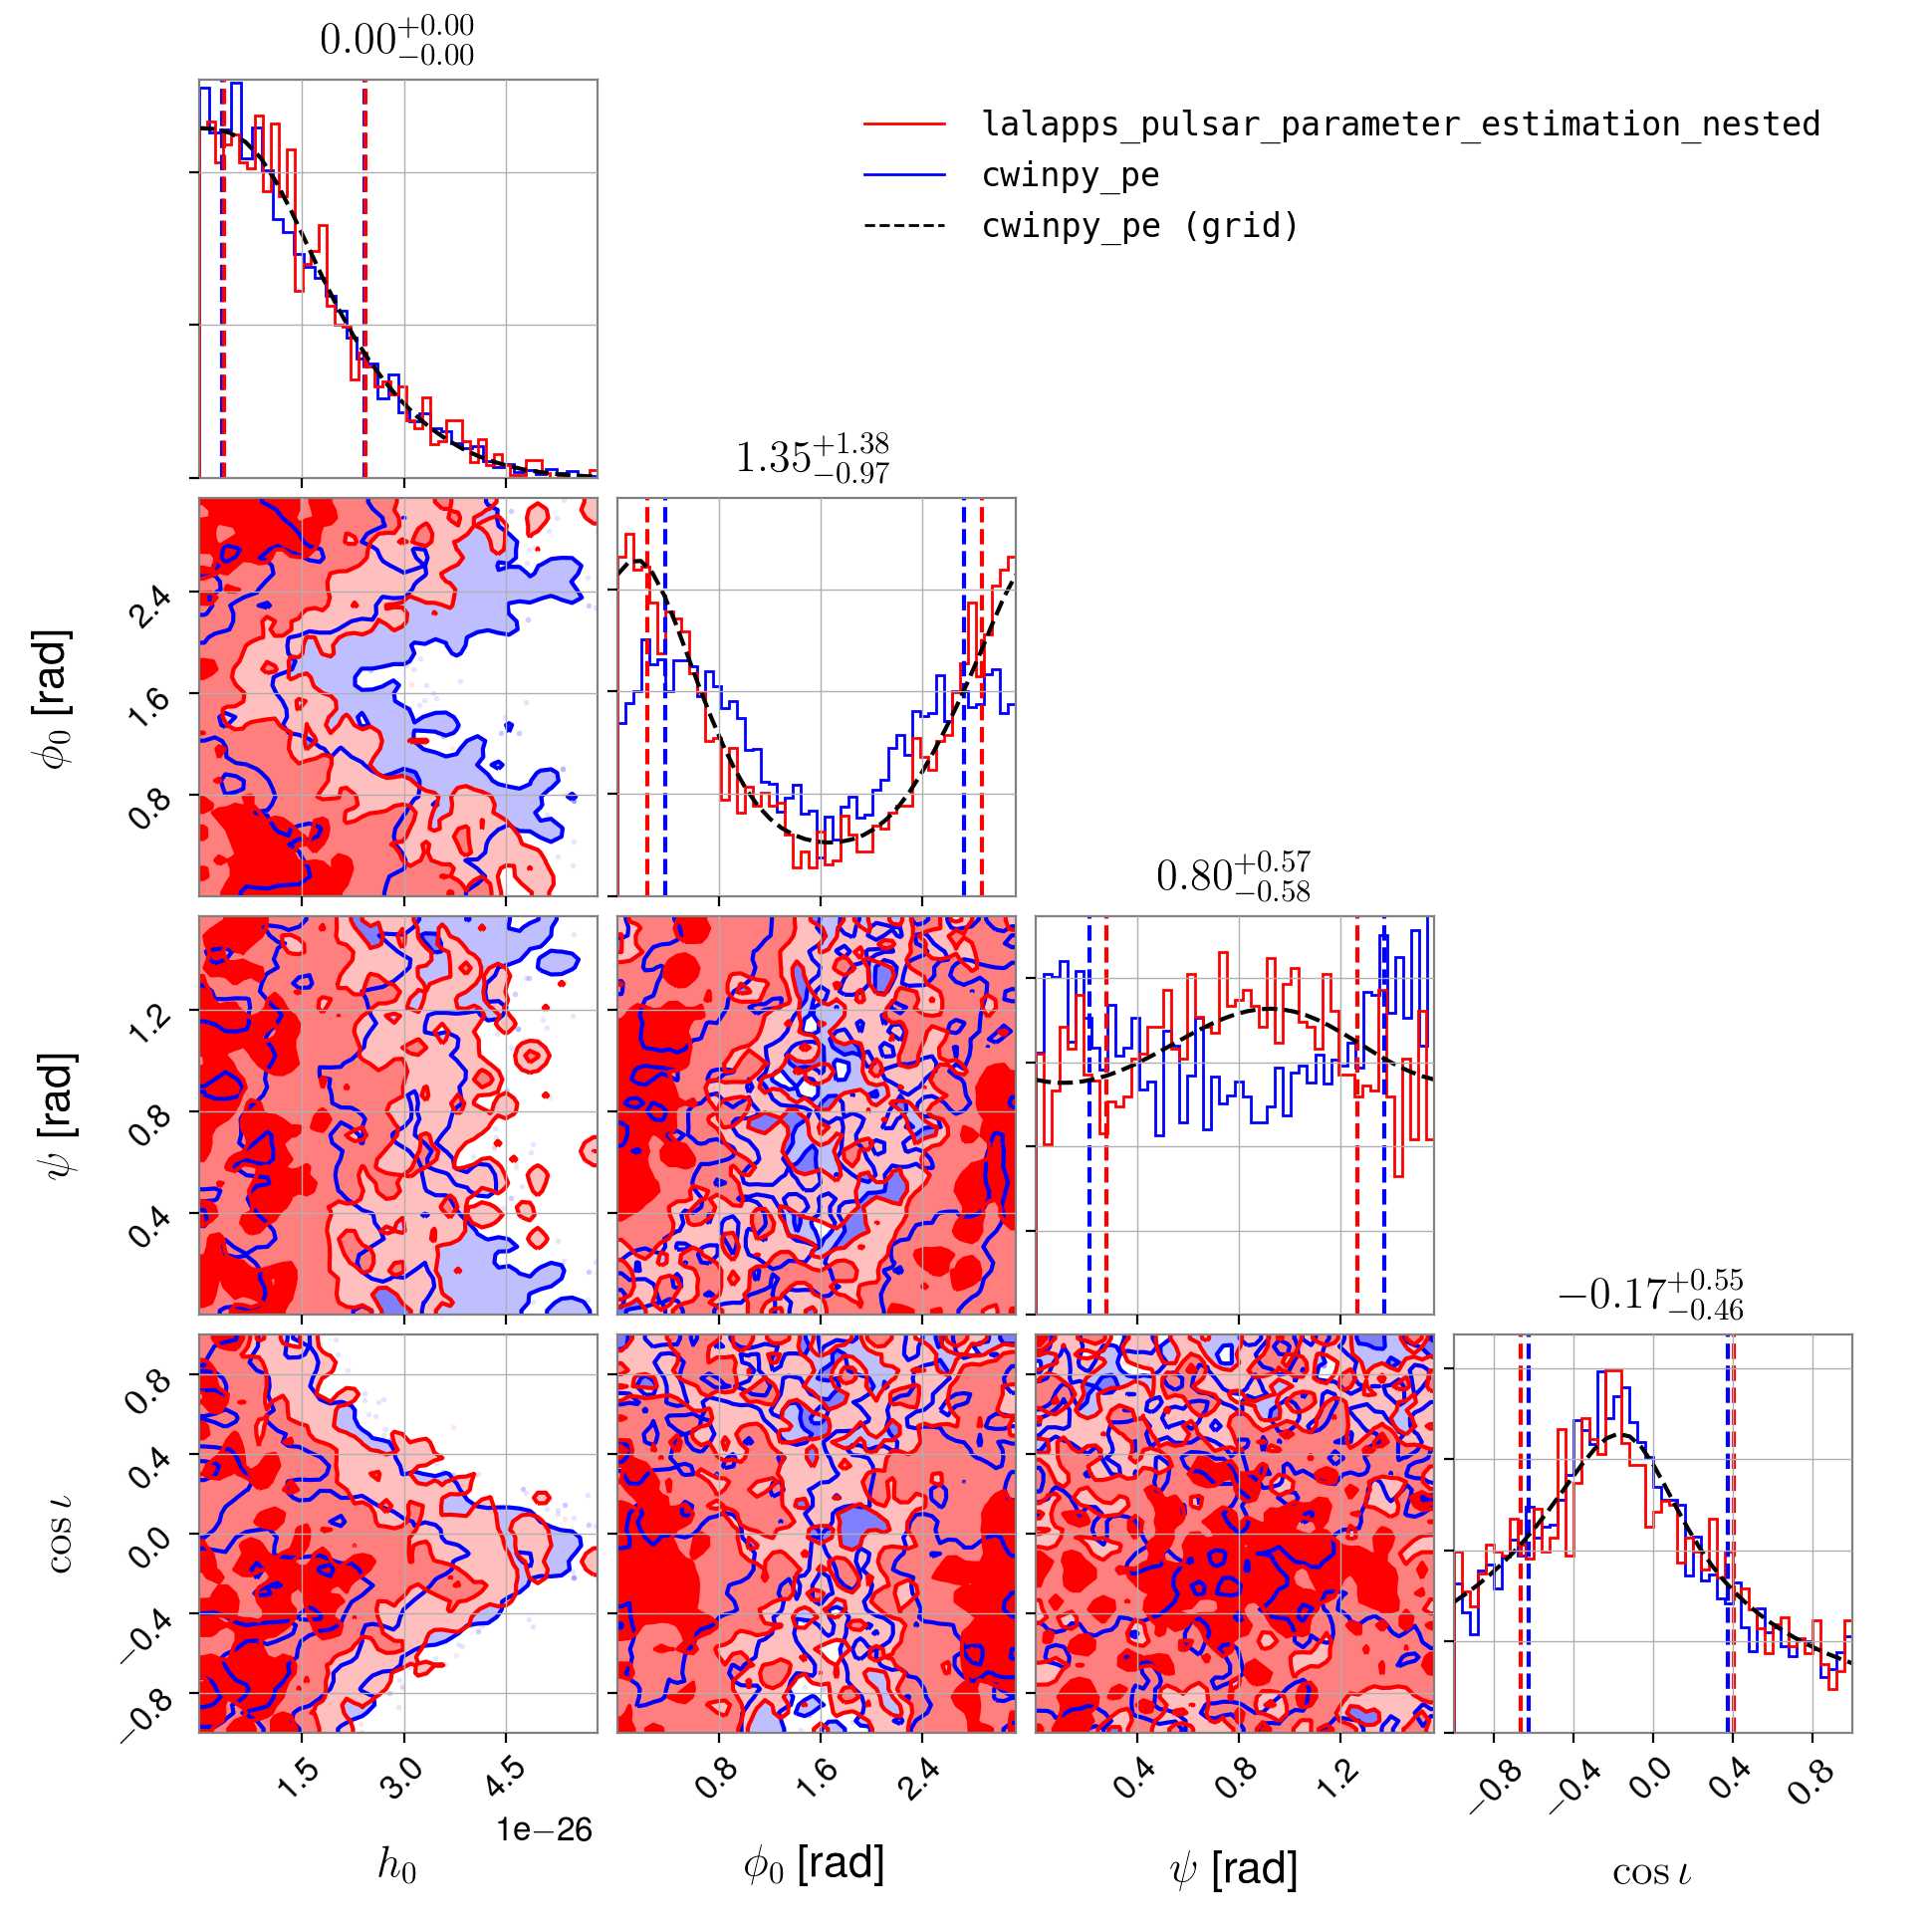 0.00+0.00−0.00
lalapps_pulsar_parameter_estimation_nested
cwinpy_pe
cwinpy_pe (grid)
1.35+1.38−0.97
2.4
1.6
0.8
ϕ0 [rad]
0.80+0.57−0.58
1.2
0.8
0.4
ψ [rad]
−0.17+0.55−0.46
0.8
0.4
0.0
−0.4
−0.8
cos ι
1.5 3.0 4.5
0.8 1.6 2.4
0.4 0.8 1.2
−0.8 −0.4 0.0 0.4 0.8
1e−26
h0
ϕ0 [rad]
ψ [rad]
cos ι